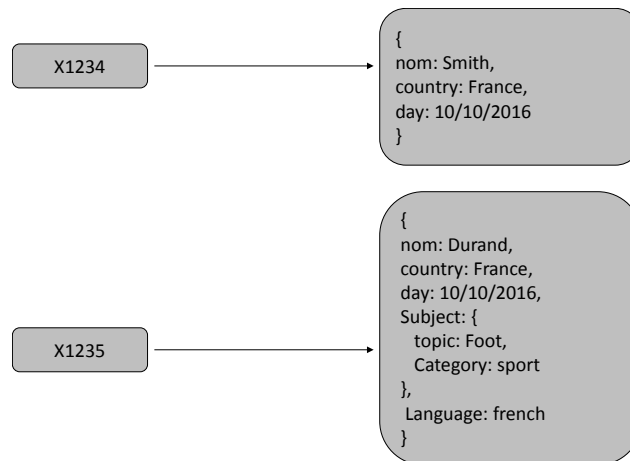 X1234
{
nom: Smith,
country: France,
day: 10/10/2016
}
X1235
{
nom: Durand,
country: France,
day: 10/10/2016,
Subject: {
topic: Foot,
Category: sport
},
Language: french
}